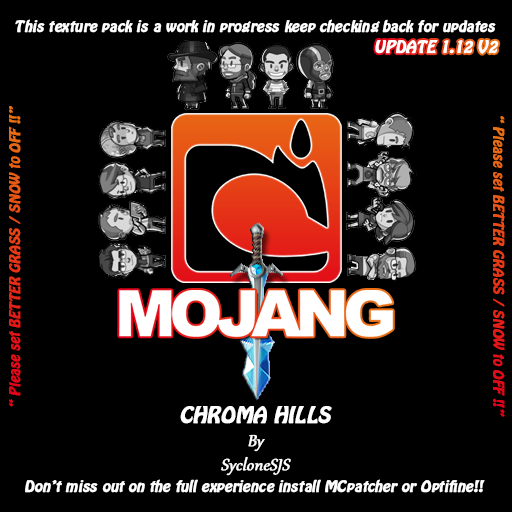 This texture pack is a work in progress keep checking back for updates
UPDATE 1.12 V2
“ Please set BETTER GRASS / SNOW to OFF !!”
“ Please set BETTER GRASS / SNOW to OFF !!”
MOJANG
CHROMA HILLS
By
SycloneSJS
Don't miss out on the full experience install MCpatcher or Optifine!!